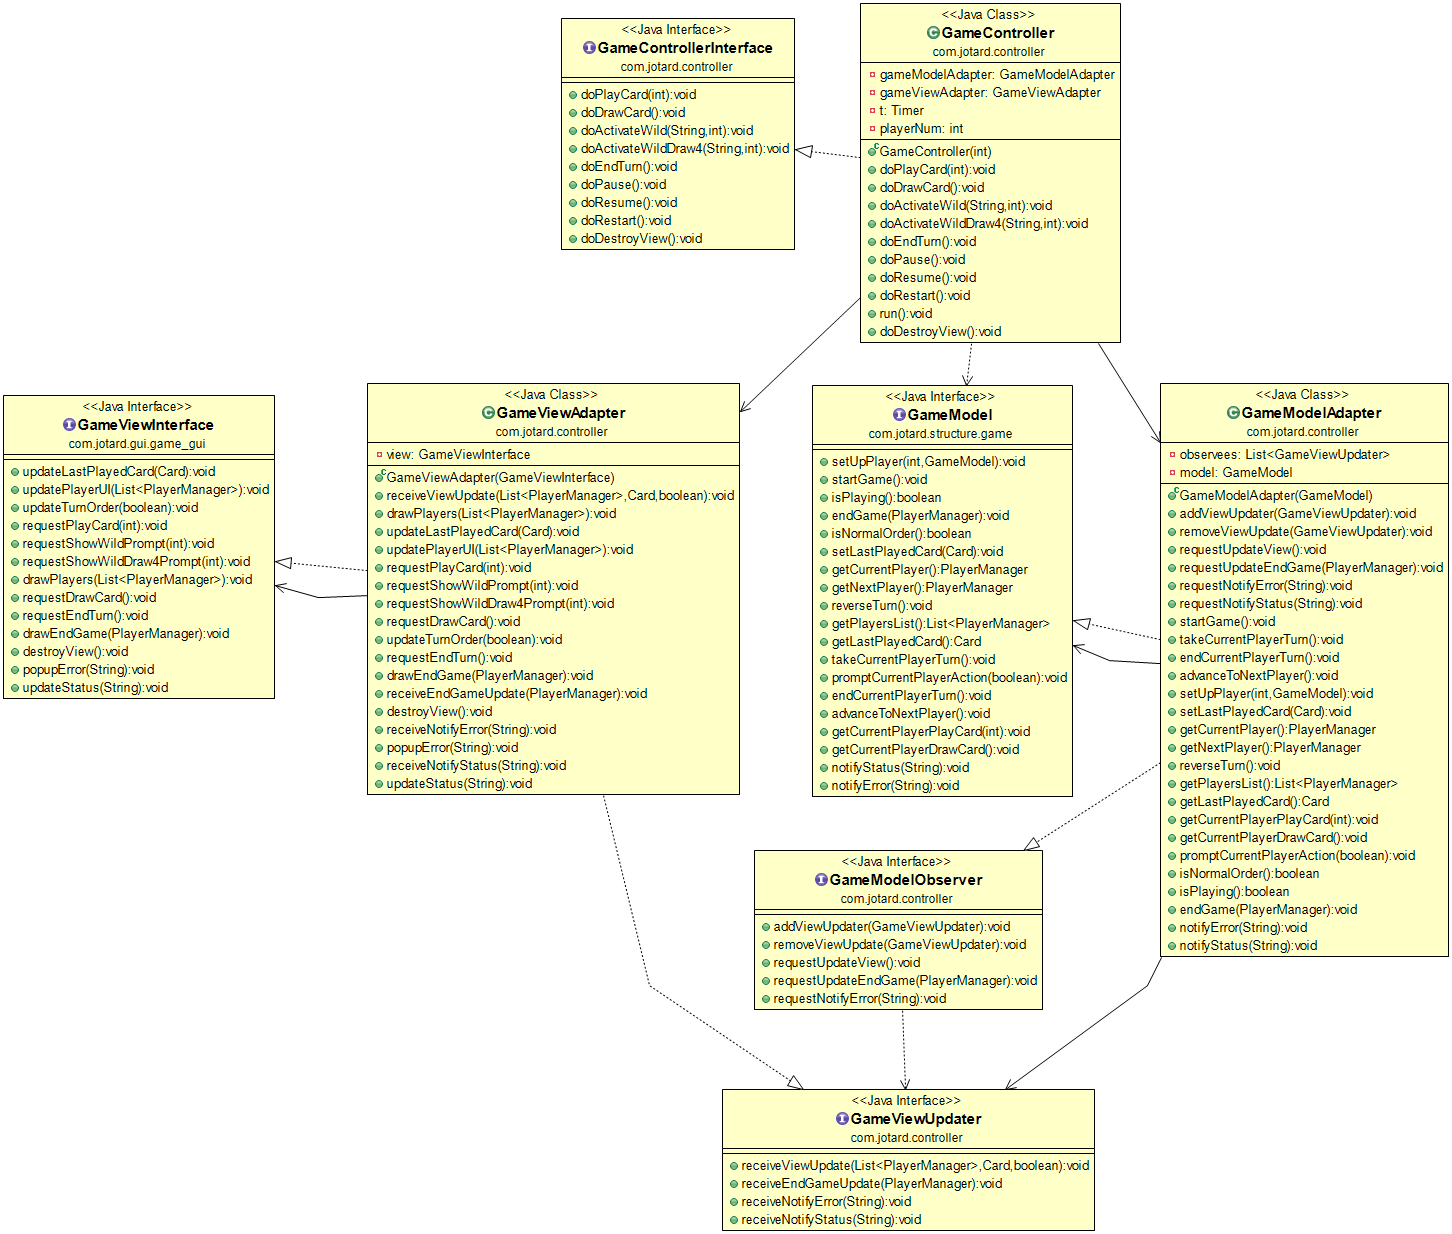 <<Java Interface>>
GameControllerInterface
com.jotard.controller
doPlayCard(int):void
doDrawCard():void
doActivateWild(String,int):void
doActivateWildDraw4(String,int):void
doEndTurn():void
doPause():void
doResume():void
doRestart():void
doDestroyView():void
<<Java Class>>
GameController
com.jotard.controller
gameModelAdapter: GameModelAdapter
gameViewAdapter: GameViewAdapter
t: Timer
playerNum: int
GameController(int)
doPlayCard(int):void
doDrawCard():void
doActivateWild(String,int):void
doActivateWildDraw4(String,int):void
doEndTurn():void
doPause():void
doResume():void
doRestart():void
run():void
doDestroyView():void
<<Java Interface>>
GameViewInterface
com.jotard.gui.game_gui
updateLastPlayedCard(Card):void
updatePlayerUI(List<PlayerManager>):void
updateTurnOrder(boolean):void
requestPlayCard(int):void
requestShowWildPrompt(int):void
requestShowWildDraw4Prompt(int):void
drawPlayers(List<PlayerManager>):void
requestDrawCard():void
requestEndTurn():void
drawEndGame(PlayerManager):void
destroyView():void
popupError(String):void
updateStatus(String):void
<<Java Class>>
GameViewAdapter
com.jotard.controller
view: GameViewInterface
GameViewAdapter(GameViewInterface)
receiveViewUpdate(List<PlayerManager>,Card,boolean):void
drawPlayers(List<PlayerManager>):void
updateLastPlayedCard(Card):void
updatePlayerUI(List<PlayerManager>):void
requestPlayCard(int):void
requestShowWildPrompt(int):void
requestShowWildDraw4Prompt(int):void
requestDrawCard():void
updateTurnOrder(boolean):void
requestEndTurn():void
drawEndGame(PlayerManager):void
receiveEndGameUpdate(PlayerManager):void
destroyView():void
receiveNotifyError(String):void
popupError(String):void
receiveNotifyStatus(String):void
updateStatus(String):void
<<Java Interface>>
GameModel
com.jotard.structure.game
setUpPlayer(int,GameModel):void
startGame():void
isPlaying():boolean
endGame(PlayerManager):void
isNormalOrder():boolean
setLastPlayedCard(Card):void
getCurrentPlayer():PlayerManager
getNextPlayer():PlayerManager
reverseTurn():void
getPlayersList():List<PlayerManager>
getLastPlayedCard():Card
takeCurrentPlayerTurn():void
promptCurrentPlayerAction(boolean):void
endCurrentPlayerTurn():void
advanceToNextPlayer():void
getCurrentPlayerPlayCard(int):void
getCurrentPlayerDrawCard():void
notifyStatus(String):void
notifyError(String):void
<<Java Class>>
GameModelAdapter
com.jotard.controller
observees: List<GameViewUpdater>
model: GameModel
GameModelAdapter(GameModel)
addViewUpdater(GameViewUpdater):void
removeViewUpdate(GameViewUpdater):void
requestUpdateView():void
requestUpdateEndGame(PlayerManager):void
requestNotifyError(String):void
requestNotifyStatus(String):void
startGame():void
takeCurrentPlayerTurn():void
endCurrentPlayerTurn():void
advanceToNextPlayer():void
setUpPlayer(int,GameModel):void
setLastPlayedCard(Card):void
getCurrentPlayer():PlayerManager
getNextPlayer():PlayerManager
reverseTurn():void
getPlayersList():List<PlayerManager>
getLastPlayedCard():Card
getCurrentPlayerPlayCard(int):void
getCurrentPlayerDrawCard():void
promptCurrentPlayerAction(boolean):void
isNormalOrder():boolean
isPlaying():boolean
endGame(PlayerManager):void
notifyError(String):void
notifyStatus(String):void
<<Java Interface>>
GameModelObserver
com.jotard.controller
addViewUpdater(GameViewUpdater):void
removeViewUpdate(GameViewUpdater):void
requestUpdateView():void
requestUpdateEndGame(PlayerManager):void
requestNotifyError(String):void
<<Java Interface>>
GameViewUpdater
com.jotard.controller
receiveViewUpdate(List<PlayerManager>,Card,boolean):void
receiveEndGameUpdate(PlayerManager):void
receiveNotifyError(String):void
receiveNotifyStatus(String):void